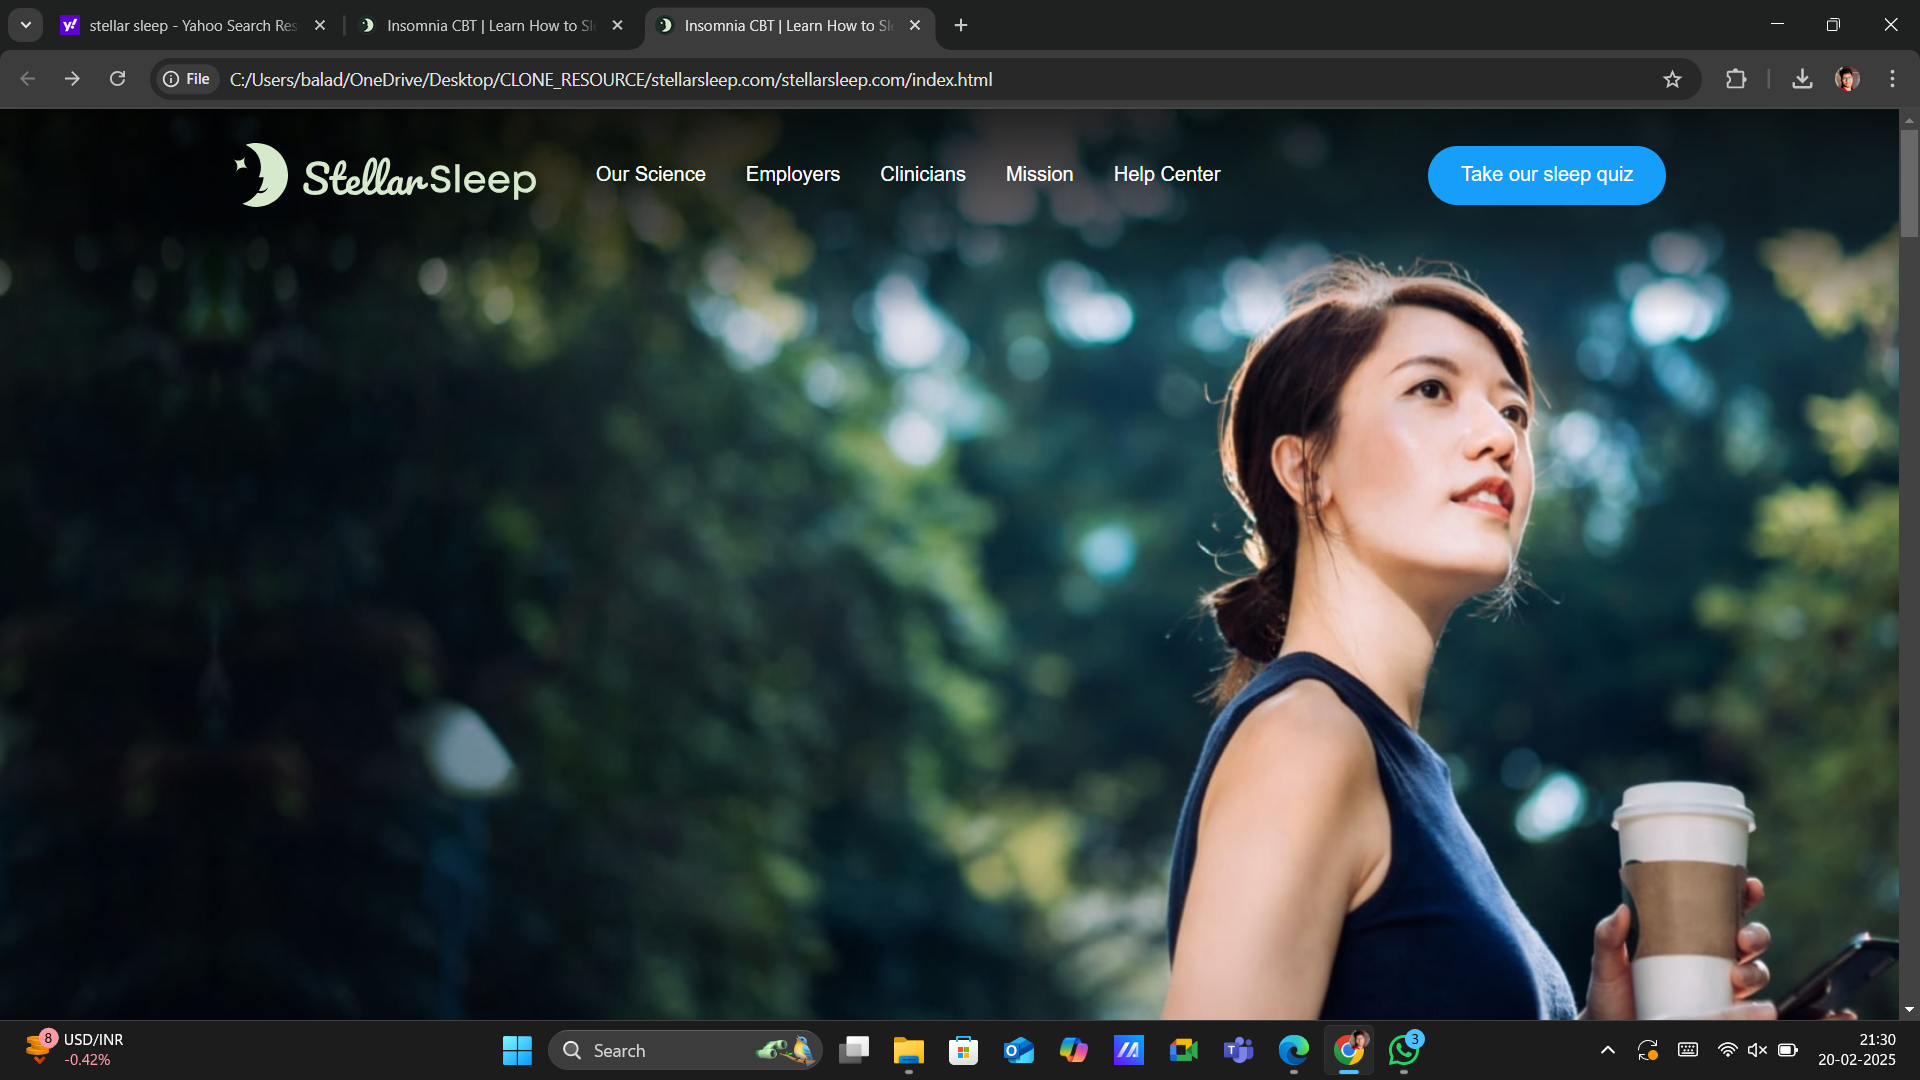 stellar sleep - Yahoo Search Res
Insomnia CBT | Learn How to Sl
Insomnia CBT | Learn How to Sl
File
C:/Users/balad/OneDrive/Desktop/CLONE_RESOURCE/stellarsleep.com/stellarsleep.com/index.html
StellarSleep
Our Science
Employers
Clinicians
Mission
Help Center
Take our sleep quiz
8
USD/INR
-0.42%
Search
3
21:30
20-02-2025